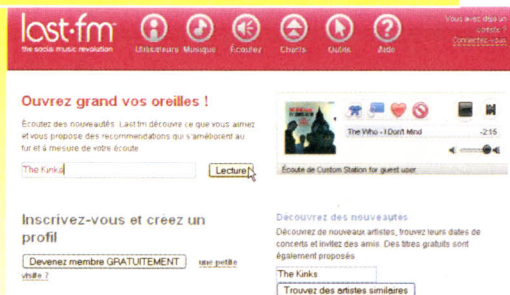 last.fm
the social music revolution
Utilisateurs Musique Écoutez Charts Outils Aide
Vous avez déjà un
compte ?
Connectez-vous
Ouvrez grand vos oreilles !
Écoutez des nouveautés. Last.fm découvre ce que vous aimez
et vous propose des recommendations qui s'améliorent au
fur et à mesure de votre écoute
The Kinks
Lecture
The Who - I Don't Mind -2:15
Écoute de Custom Station for guest user
Inscrivez-vous et créez un
profil
Devenez membre GRATUITEMENT une petite
visite ?
Découvrez des nouveautés
Découvrez de nouveaux artistes, trouvez leurs dates de
concerts et invitez des amis. Des titres gratuits sont
également proposés
The Kinks
Trouvez des artistes similaires